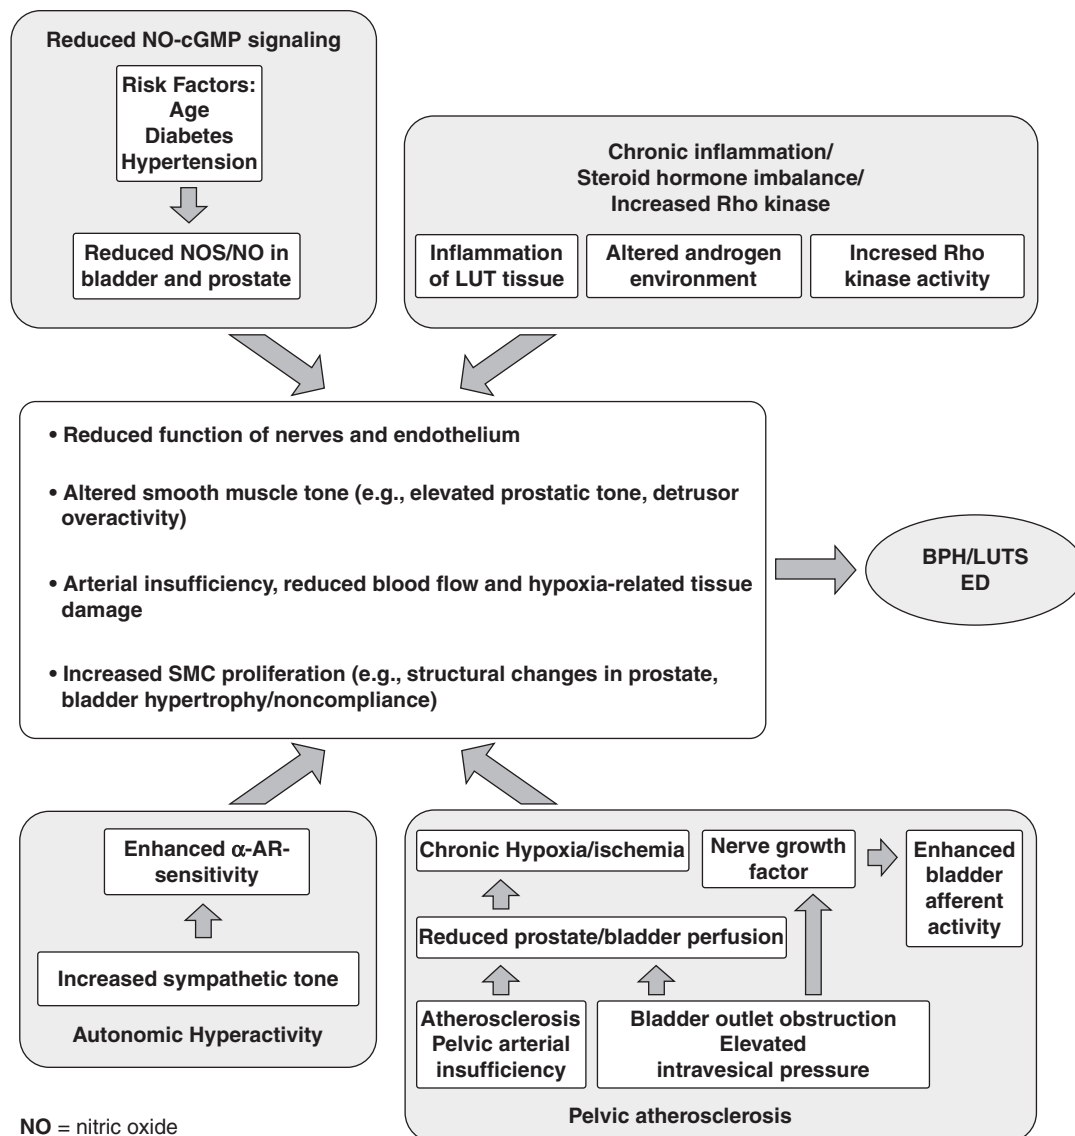 Reduced NO-cGMP signaling
Risk Factors:
Age
Diabetes
Hypertension
Reduced NOS/NO in
bladder and prostate
Chronic inflammation/
Steroid hormone imbalance/
Increased Rho kinase
Inflammation
of LUT tissue
Altered androgen
environment
Incresed Rho
kinase activity
• Reduced function of nerves and endothelium
• Altered smooth muscle tone (e.g., elevated prostatic tone, detrusor
overactivity)
• Arterial insufficiency, reduced blood flow and hypoxia-related tissue
damage
• Increased SMC proliferation (e.g., structural changes in prostate,
bladder hypertrophy/noncompliance)
BPH/LUTS
ED
Enhanced α-AR-
sensitivity
Increased sympathetic tone
Autonomic Hyperactivity
Chronic Hypoxia/ischemia
Nerve growth
factor
Enhanced
bladder
afferent
activity
Reduced prostate/bladder perfusion
Atherosclerosis
Pelvic arterial
insufficiency
Bladder outlet obstruction
Elevated
intravesical pressure
Pelvic atherosclerosis
NO = nitric oxide